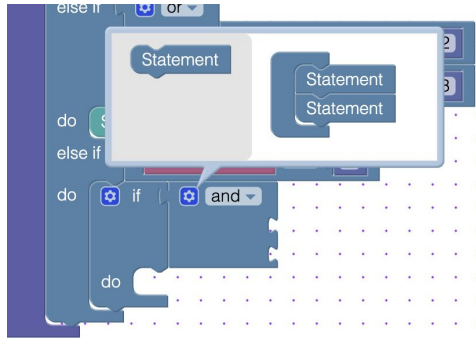 else if or
Statement
Statement
Statement
2
3
do S
else if
do if and
do